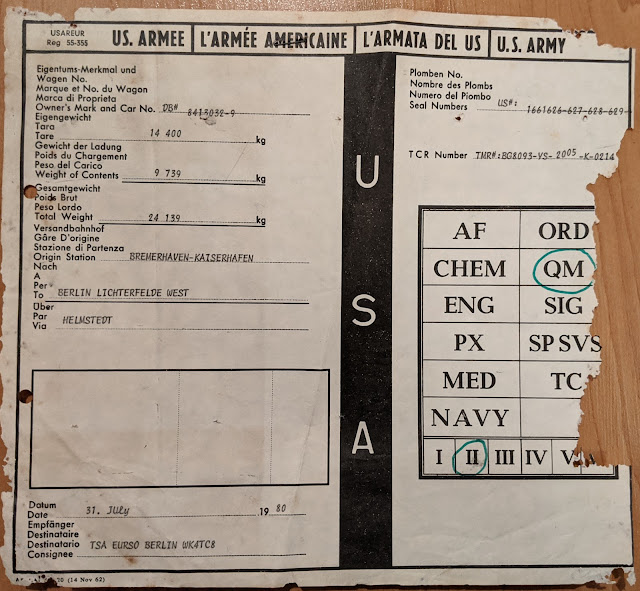 USAREUR
Reg 55-355
US. ARMEE | L'ARMÉE AMERICAINE | L'ARMATA DEL US | U.S. ARMY
Eigentums-Merkmal und
Wagen No.
Marque et No. du Wagon
Marca di Proprieta
Owner's Mark and Car No. DB# 8413032-9
Eigengewicht
Tara
Tare 14 400 kg
Gewicht der Ladung
Poids du Chargement
Peso del Carico
Weight of Contents 9 739 kg
Gesamtgewicht
Poids Brut
Peso Lordo
Total Weight 24 139 kg
Versandbahnhof
Gâre D'origine
Stazione di Partenza
Origin Station BREMERHAVEN-KAISERHAFEN
Nach
A
Per
To BERLIN LICHTERFELDE WEST
Über
Par
Via HELMSTEDT
Datum
Date 31. July 19 80
Empfänger
Destinataire
Destinatario TSA EURSO BERLIN WK4TC8
Consignee
20 (14 Nov 62)
U
S
A
Plomben No.
Nombre des Plombs
Numero del Piombo
Seal Numbers US#: 1661626-627-628-629-
TCR Number TMR#:BG8093-VS- 2005 -K-0214
AF ORD
CHEM QM
ENG SIG
PX SP SVS
MED TC
NAVY
I II III IV V